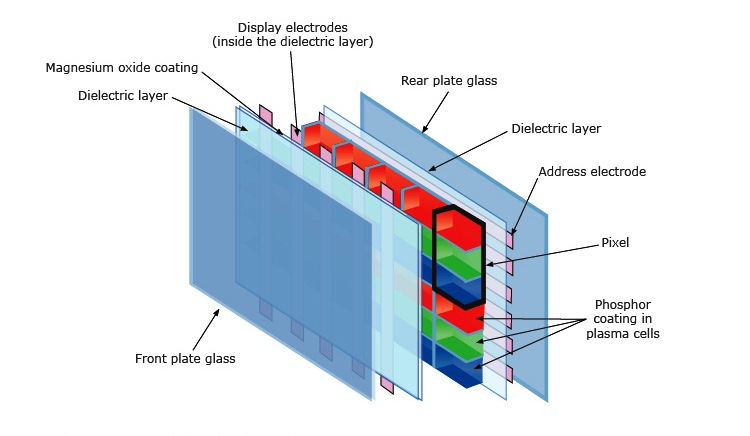 Display electrodes
(inside the dielectric layer)
Magnesium oxide coating
Dielectric layer
Rear plate glass
Dielectric layer
Address electrode
Pixel
Phosphor
coating in
plasma cells
Front plate glass